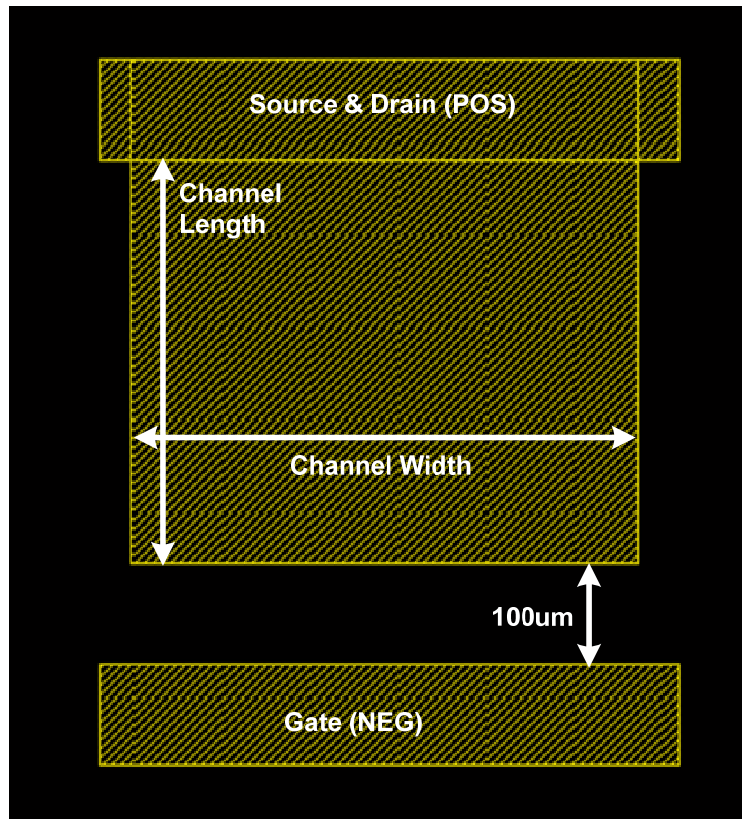 Source & Drain (POS)
Channel
Length
Channel Width
100um
Gate (NEG)